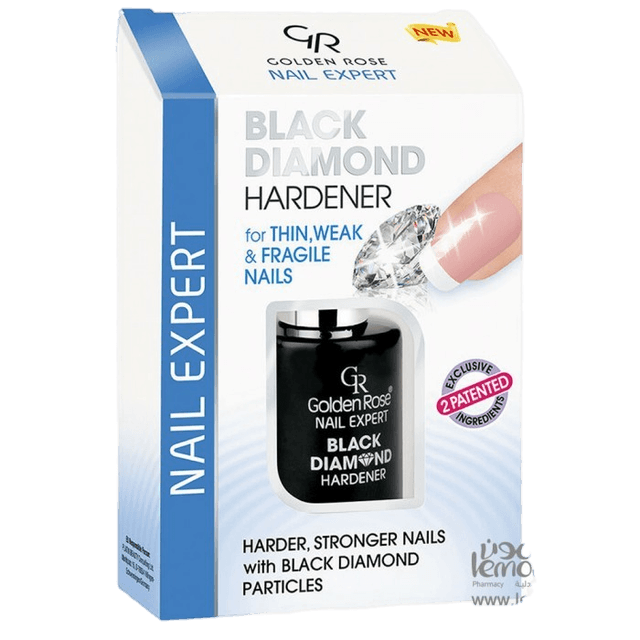 GR
GOLDEN ROSE
NAIL EXPERT
NEW
BLACK
DIAMOND
HARDENER
for THIN, WEAK
& FRAGILE
NAILS
NAIL EXPERT
EXCLUSIVE
2 PATENTED
INGREDIENTS
GR
Golden Rose®
NAIL EXPERT
BLACK
DIAMOND
HARDENER
HARDER, STRONGER NAILS
with BLACK DIAMOND
PARTICLES
Pharmacy
www.